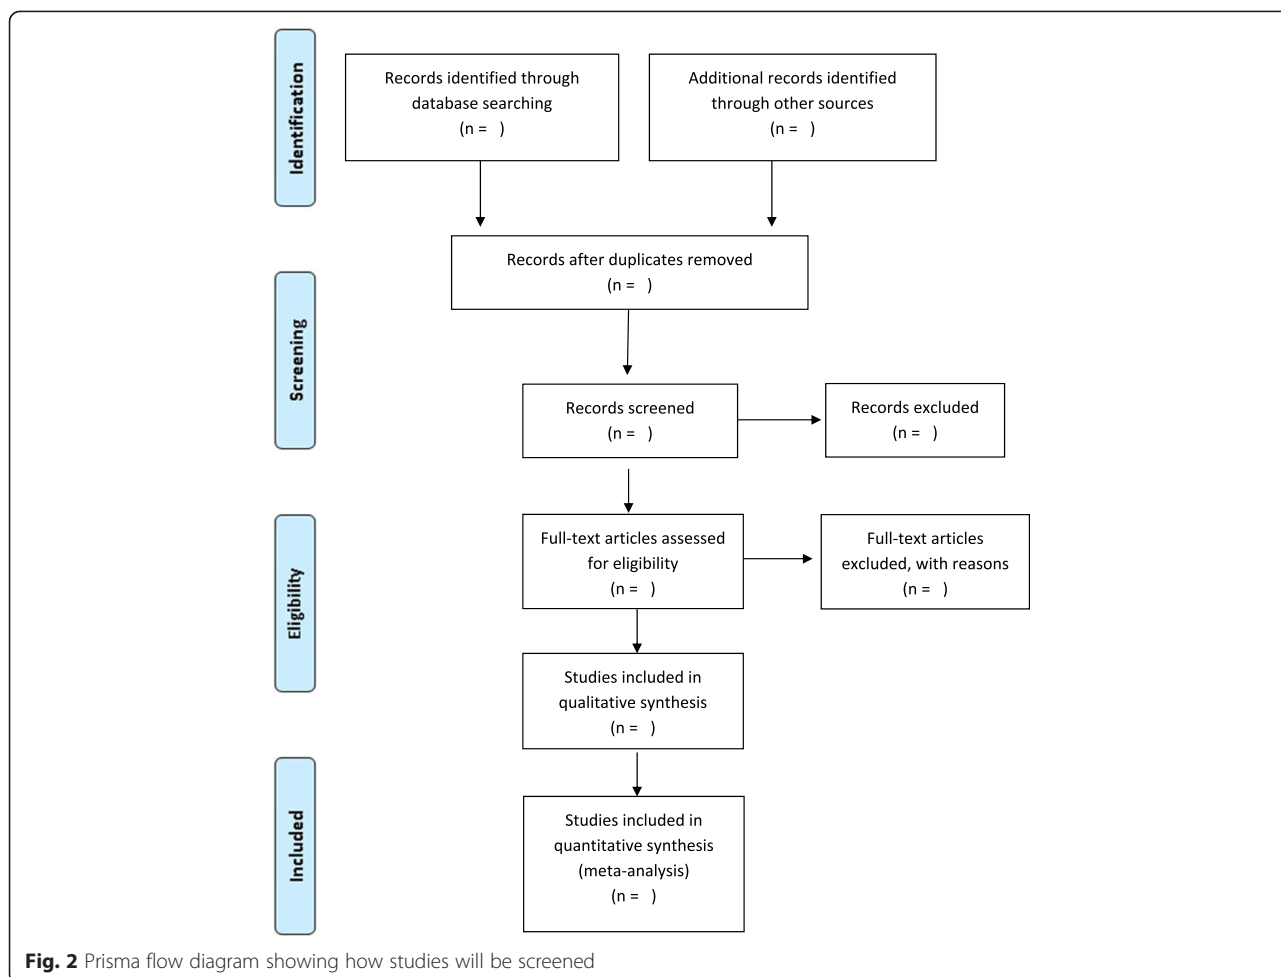 Identification
Records identified through
database searching
(n =   )
Additional records identified
through other sources
(n =   )
Records after duplicates removed
(n =   )
Screening
Records screened
(n =   )
Records excluded
(n =   )
Eligibility
Full-text articles assessed
for eligibility
(n =   )
Full-text articles
excluded, with reasons
(n =   )
Studies included in
qualitative synthesis
(n =   )
Included
Studies included in
quantitative synthesis
(meta-analysis)
(n =   )
Fig. 2 Prisma flow diagram showing how studies will be screened